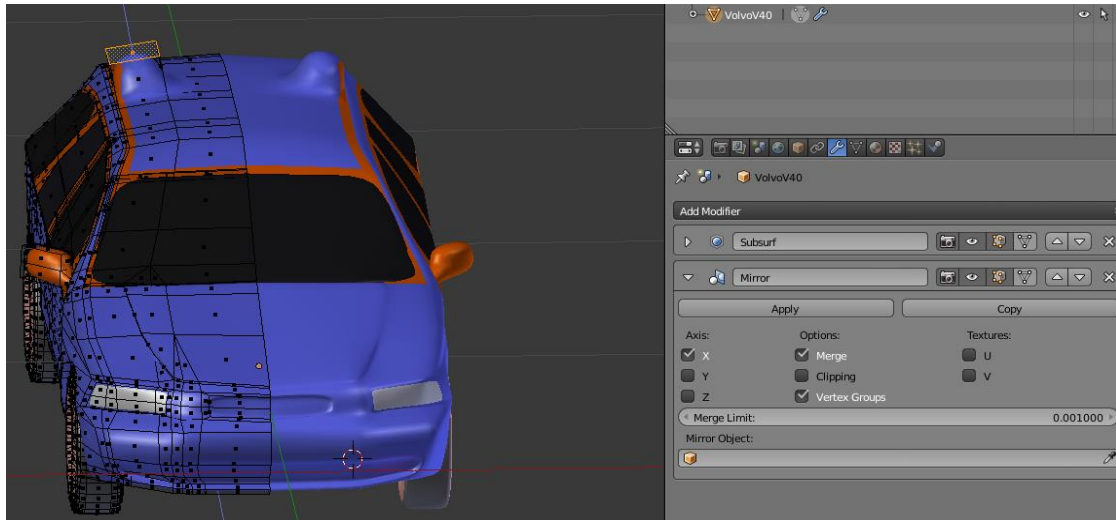 VolvoV40
VolvoV40
Add Modifier
Subsurf
Mirror
Apply Copy
Axis: Options: Textures:
X Merge U
Y Clipping V
Z Vertex Groups
Merge Limit: 0.001000
Mirror Object: